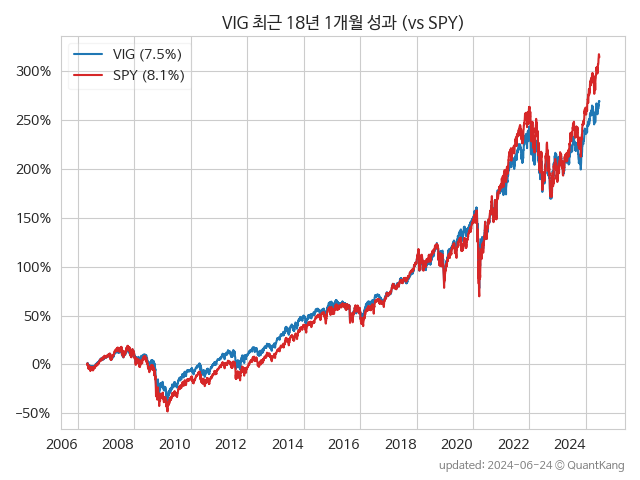 VIG 최근 18년 1개월 성과 (vs SPY)
VIG (7.5%)
SPY (8.1%)
300%
250%
200%
150%
100%
50%
0%
−50%
2006 2008 2010 2012 2014 2016 2018 2020 2022 2024
updated: 2024-06-24 © QuantKang